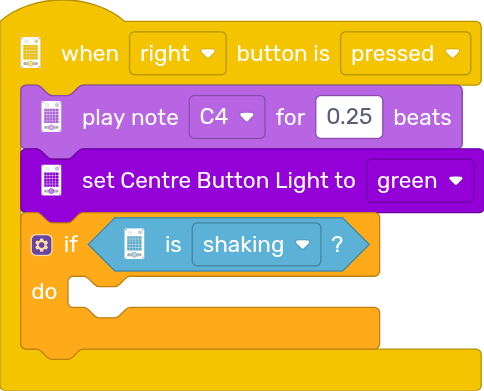 when right button is pressed
play note C4 for 0.25 beats
set Centre Button Light to green
if is shaking ?
do